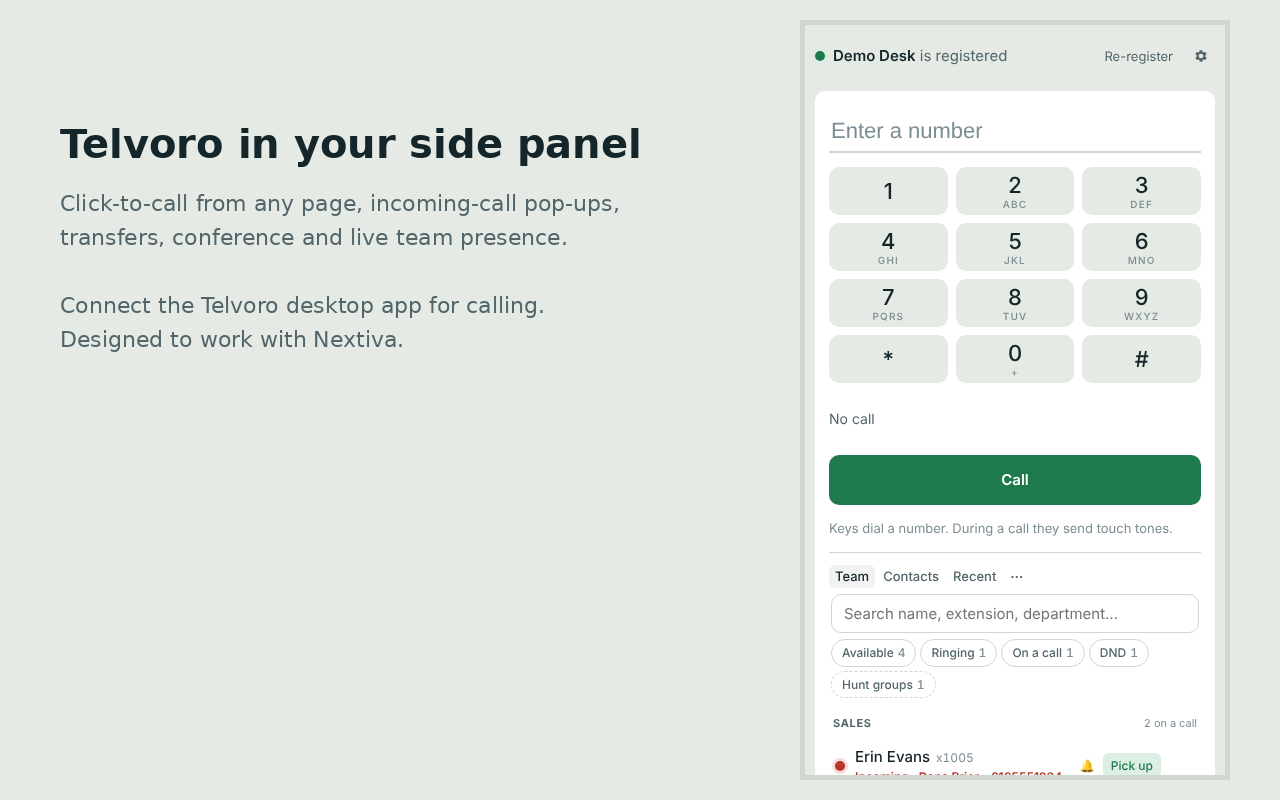 Telvoro in your side panel
Click-to-call from any page, incoming-call pop-ups,
transfers, conference and live team presence.
Connect the Telvoro desktop app for calling.
Designed to work with Nextiva.
Demo Desk is registered
Re-register
Enter a number
1
2
ABC
3
DEF
4
GHI
5
JKL
6
MNO
7
PQRS
8
TUV
9
WXYZ
*
0
+
#
No call
Call
Keys dial a number. During a call they send touch tones.
Team Contacts Recent ···
Search name, extension, department...
Available 4 Ringing 1 On a call 1 DND 1
Hunt groups 1
SALES 2 on a call
Erin Evans x1005
Pick up